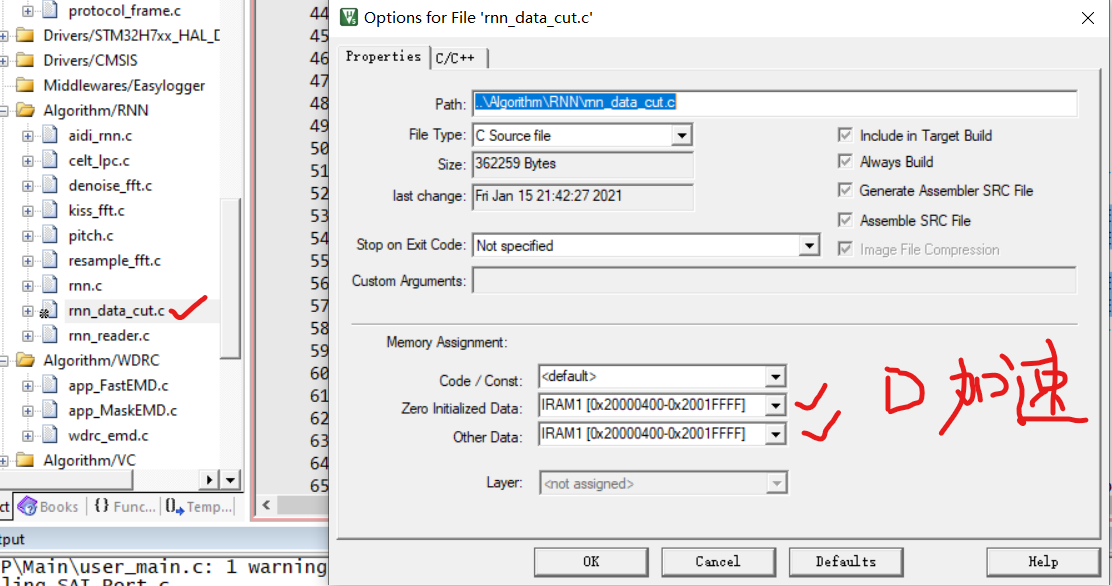 protocol_frame.c
Drivers/STM32H7xx_HAL_D
Drivers/CMSIS
Middlewares/Easylogger
Algorithm/RNN
aidi_rnn.c
celt_lpc.c
denoise_fft.c
kiss_fft.c
pitch.c
resample_fft.c
rnn.c
rnn_data_cut.c
rnn_reader.c
Algorithm/WDRC
app_FastEMD.c
app_MaskEMD.c
wdrc_emd.c
Algorithm/VC
ct
Books
{} Func...
Temp...
tput
P\Main\user_main.c: 1 warning
ling SAI_Port.c
44
45
46
47
48
49
50
51
52
53
54
55
56
57
58
59
60
61
62
63
64
65
Options for File 'rnn_data_cut.c'
Properties
C/C++
Path: ..\Algorithm\RNN\rnn_data_cut.c
File Type: C Source file
Size: 362259 Bytes
last change: Fri Jan 15 21:42:27 2021
Stop on Exit Code: Not specified
Custom Arguments:
Include in Target Build
Always Build
Generate Assembler SRC File
Assemble SRC File
Image File Compression
Memory Assignment:
Code / Const: <default>
Zero Initialized Data: IRAM1 [0x20000400-0x2001FFFF]
Other Data: IRAM1 [0x20000400-0x2001FFFF]
D 加速
Layer: <not assigned>
OK
Cancel
Defaults
Help